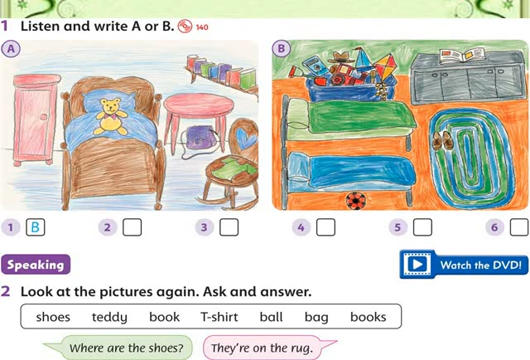 1 Listen and write A or B. 140
A B
1 B 2 3 4 5 6
Speaking
Watch the DVD!
2 Look at the pictures again. Ask and answer.
shoes teddy book T-shirt ball bag books
Where are the shoes? They're on the rug.